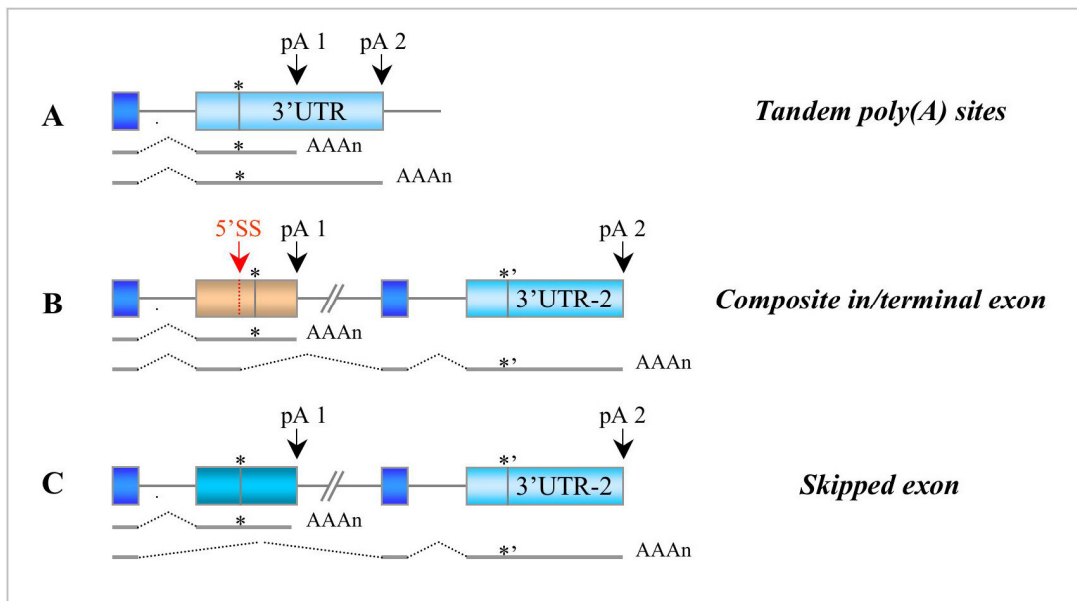 pA 1 pA 2
*
A 3’UTR Tandem poly(A) sites
* AAAn
* AAAn
5’SS pA 1 pA 2
* *’
B 3’UTR-2 Composite in/terminal exon
* AAAn
*’ AAAn
pA 1 pA 2
* *’
C 3’UTR-2 Skipped exon
* AAAn
*’ AAAn